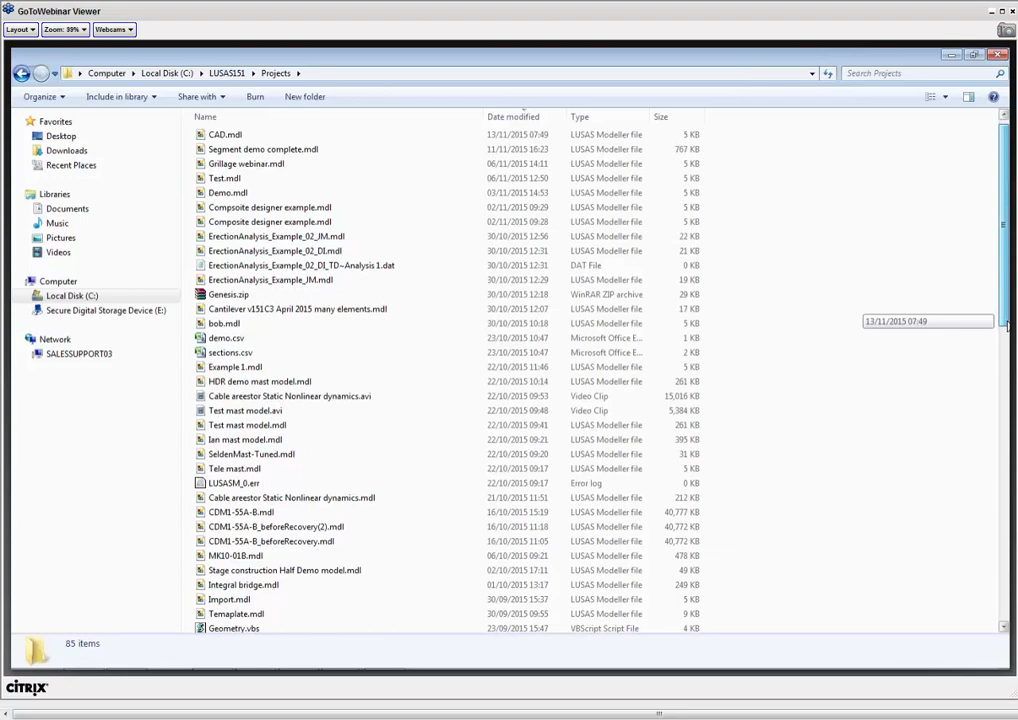 GoToWebinar Viewer
Layout Zoom: 99% Webcams
Computer Local Disk (C:) LUSAS151 Projects Search Projects
Organize Include in library Share with Burn New folder
Name Date modified Type Size
Favorites
Desktop
Downloads
Recent Places
Libraries
Documents
Music
Pictures
Videos
Computer
Local Disk (C:)
Secure Digital Storage Device (E:)
Network
SALESSUPPORT03
CAD.mdl 13/11/2015 07:49 LUSAS Modeller file 5 KB
Segment demo complete.mdl 11/11/2015 16:23 LUSAS Modeller file 767 KB
Grillage webinar.mdl 06/11/2015 14:11 LUSAS Modeller file 5 KB
Test.mdl 06/11/2015 12:50 LUSAS Modeller file 5 KB
Demo.mdl 03/11/2015 14:53 LUSAS Modeller file 5 KB
Compsoite designer example.mdl 02/11/2015 09:29 LUSAS Modeller file 5 KB
Composite designer example.mdl 02/11/2015 09:28 LUSAS Modeller file 5 KB
ErectionAnalysis_Example_02_JM.mdl 30/10/2015 12:56 LUSAS Modeller file 22 KB
ErectionAnalysis_Example_02_DI.mdl 30/10/2015 12:31 LUSAS Modeller file 21 KB
ErectionAnalysis_Example_02_DI_TD~Analysis 1.dat 30/10/2015 12:31 DAT File 0 KB
ErectionAnalysis_Example_JM.mdl 30/10/2015 12:29 LUSAS Modeller file 19 KB
Genesis.zip 30/10/2015 12:18 WinRAR ZIP archive 29 KB
Cantilever v151C3 April 2015 many elements.mdl 30/10/2015 12:07 LUSAS Modeller file 17 KB
bob.mdl 30/10/2015 10:18 LUSAS Modeller file 5 KB
demo.csv 23/10/2015 10:47 Microsoft Office E... 1 KB
sections.csv 23/10/2015 10:47 Microsoft Office E... 2 KB
Example 1.mdl 22/10/2015 11:46 LUSAS Modeller file 5 KB
HDR demo mast model.mdl 22/10/2015 10:14 LUSAS Modeller file 261 KB
Cable areestor Static Nonlinear dynamics.avi 22/10/2015 09:53 Video Clip 15,016 KB
Test mast model.avi 22/10/2015 09:48 Video Clip 5,384 KB
Test mast model.mdl 22/10/2015 09:41 LUSAS Modeller file 261 KB
Ian mast model.mdl 22/10/2015 09:21 LUSAS Modeller file 395 KB
SeldenMast-Tuned.mdl 22/10/2015 09:20 LUSAS Modeller file 31 KB
Tele mast.mdl 22/10/2015 09:17 LUSAS Modeller file 5 KB
LUSASM_0.err 22/10/2015 09:17 Error log 0 KB
Cable areestor Static Nonlinear dynamics.mdl 21/10/2015 11:51 LUSAS Modeller file 212 KB
CDM1-55A-B.mdl 16/10/2015 15:19 LUSAS Modeller file 40,777 KB
CDM1-55A-B_beforeRecovery(2).mdl 16/10/2015 11:18 LUSAS Modeller file 40,772 KB
CDM1-55A-B_beforeRecovery.mdl 16/10/2015 11:05 LUSAS Modeller file 40,772 KB
MK10-01B.mdl 06/10/2015 09:21 LUSAS Modeller file 478 KB
Stage construction Half Demo model.mdl 02/10/2015 17:11 LUSAS Modeller file 49 KB
Integral bridge.mdl 01/10/2015 13:17 LUSAS Modeller file 249 KB
Import.mdl 30/09/2015 15:37 LUSAS Modeller file 5 KB
Temaplate.mdl 30/09/2015 09:55 LUSAS Modeller file 9 KB
Geometry.vbs 23/09/2015 15:47 VBScript Script File 4 KB
13/11/2015 07:49
85 items
CİTRIX